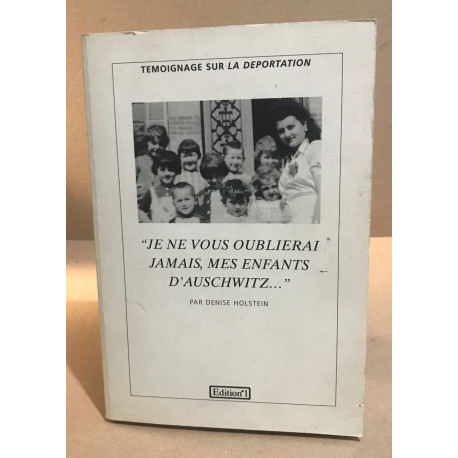 TEMOIGNAGE SUR LA DEPORTATION
“JE NE VOUS OUBLIERAI
JAMAIS, MES ENFANTS
D’AUSCHWITZ...”
PAR DENISE HOLSTEIN
Edition°1